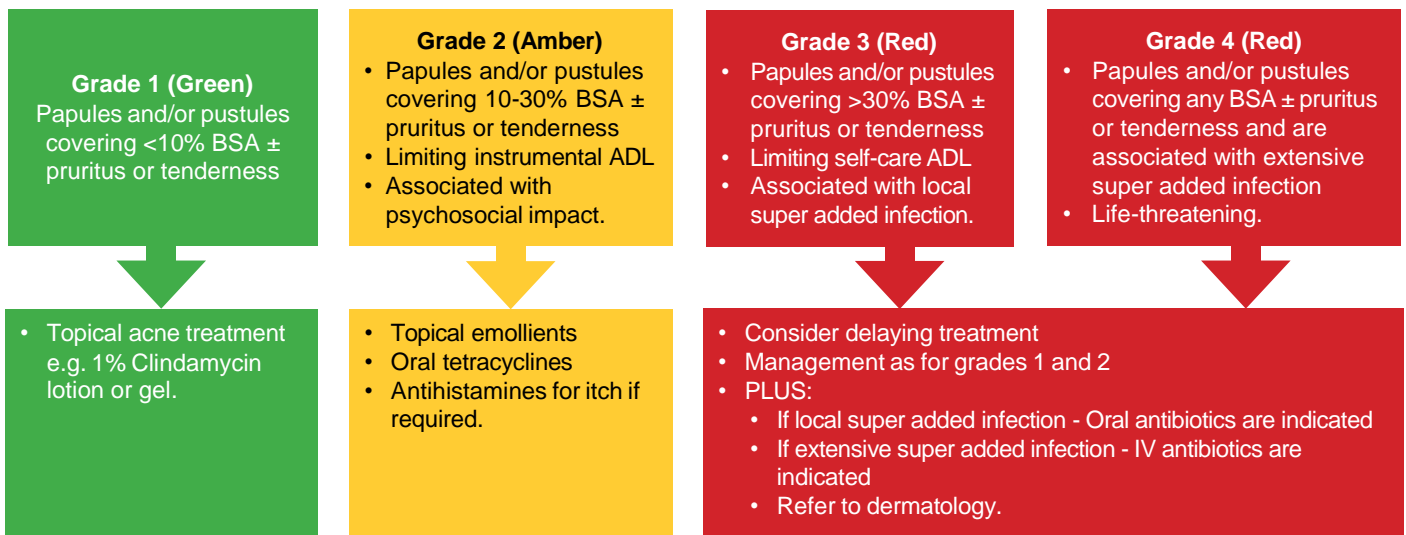 Grade 1 (Green)
Papules and/or pustules
covering <10% BSA ±
pruritus or tenderness
Grade 2 (Amber)
• Papules and/or pustules
covering 10-30% BSA ±
pruritus or tenderness
• Limiting instrumental ADL
• Associated with
psychosocial impact.
Grade 3 (Red)
• Papules and/or pustules
covering >30% BSA ±
pruritus or tenderness
• Limiting self-care ADL
• Associated with local
super added infection.
Grade 4 (Red)
• Papules and/or pustules
covering any BSA ± pruritus
or tenderness and are
associated with extensive
super added infection
• Life-threatening.
• Topical acne treatment
e.g. 1% Clindamycin
lotion or gel.
• Topical emollients
• Oral tetracyclines
• Antihistamines for itch if
required.
• Consider delaying treatment
• Management as for grades 1 and 2
• PLUS:
• If local super added infection - Oral antibiotics are indicated
• If extensive super added infection - IV antibiotics are
indicated
• Refer to dermatology.